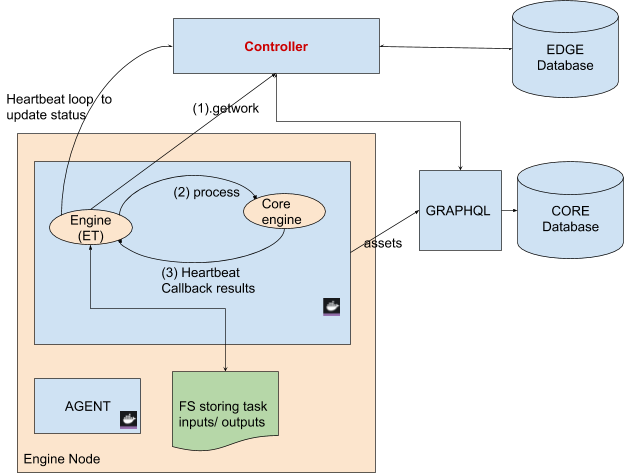 Controller
EDGE
Database
Heartbeat loop  to
update status
(1).getwork
(2) process
Core
engine
Engine
(ET)
GRAPHQL
CORE
Database
assets
(3) Heartbeat
Callback results
AGENT
FS storing task
inputs/ outputs
Engine Node